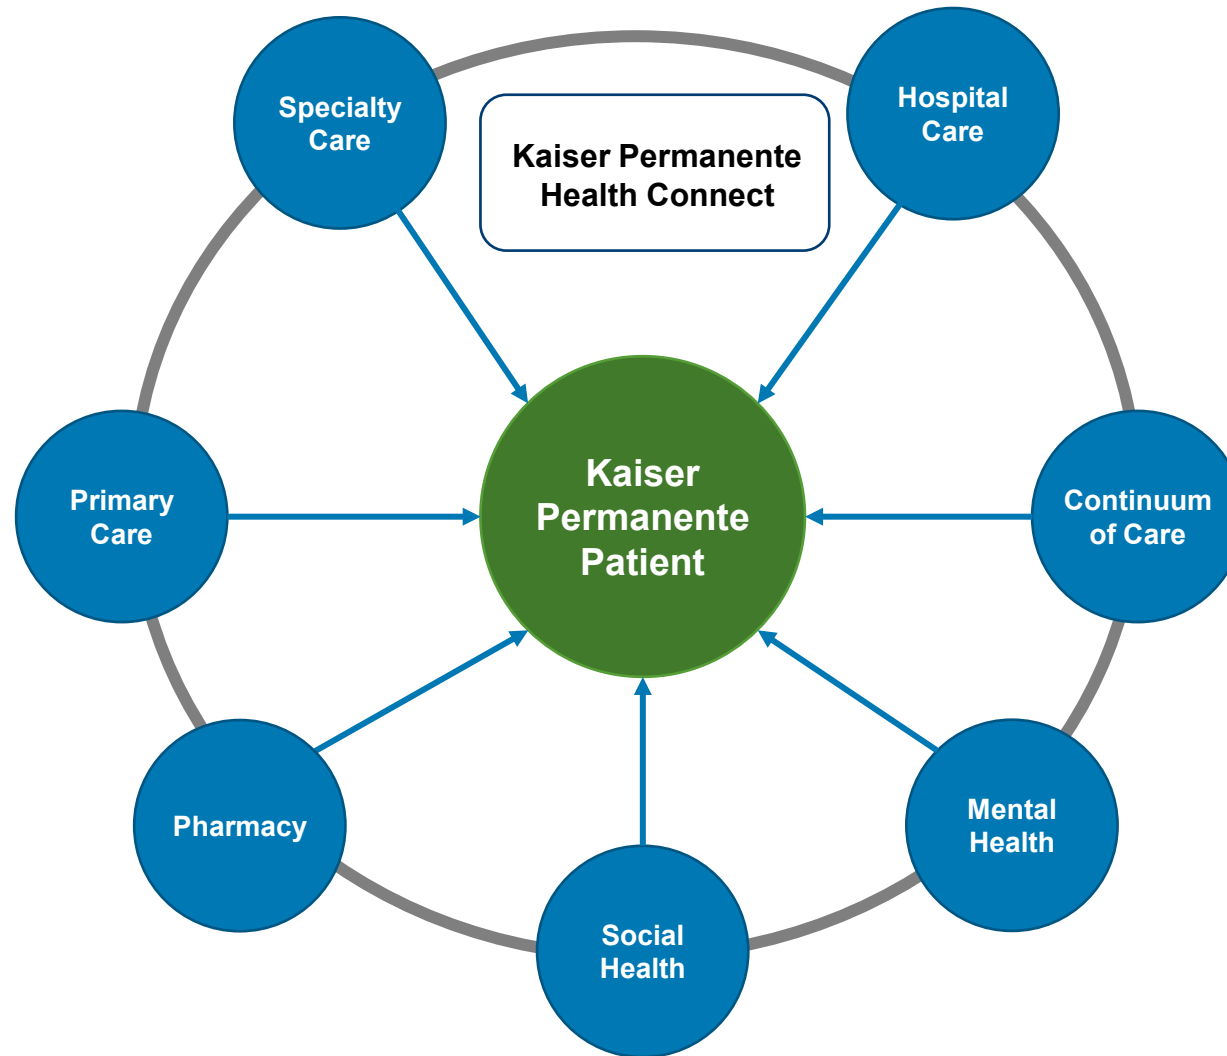 Specialty
Care
Kaiser Permanente
Health Connect
Hospital
Care
Primary
Care
Kaiser
Permanente
Patient
Continuum
of Care
Pharmacy
Mental
Health
Social
Health